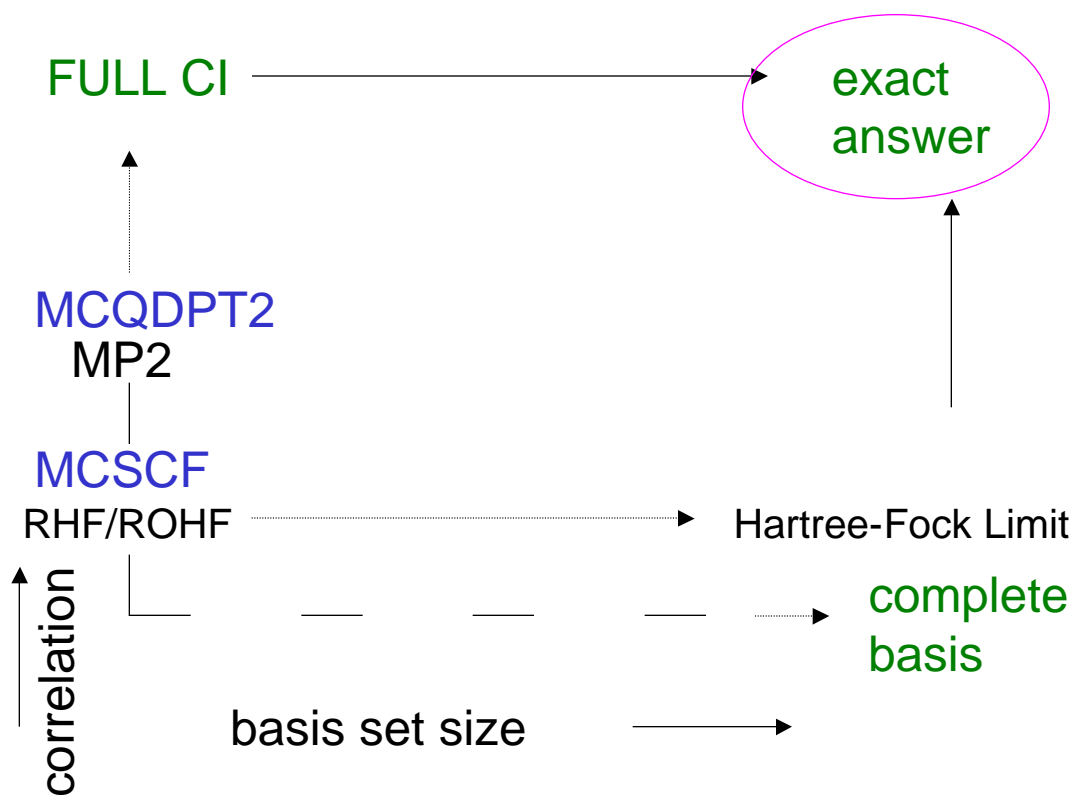 FULL CI
exact
answer
MCQDPT2
MP2
MCSCF
RHF/ROHF
Hartree-Fock Limit
complete
basis
correlation
basis set size